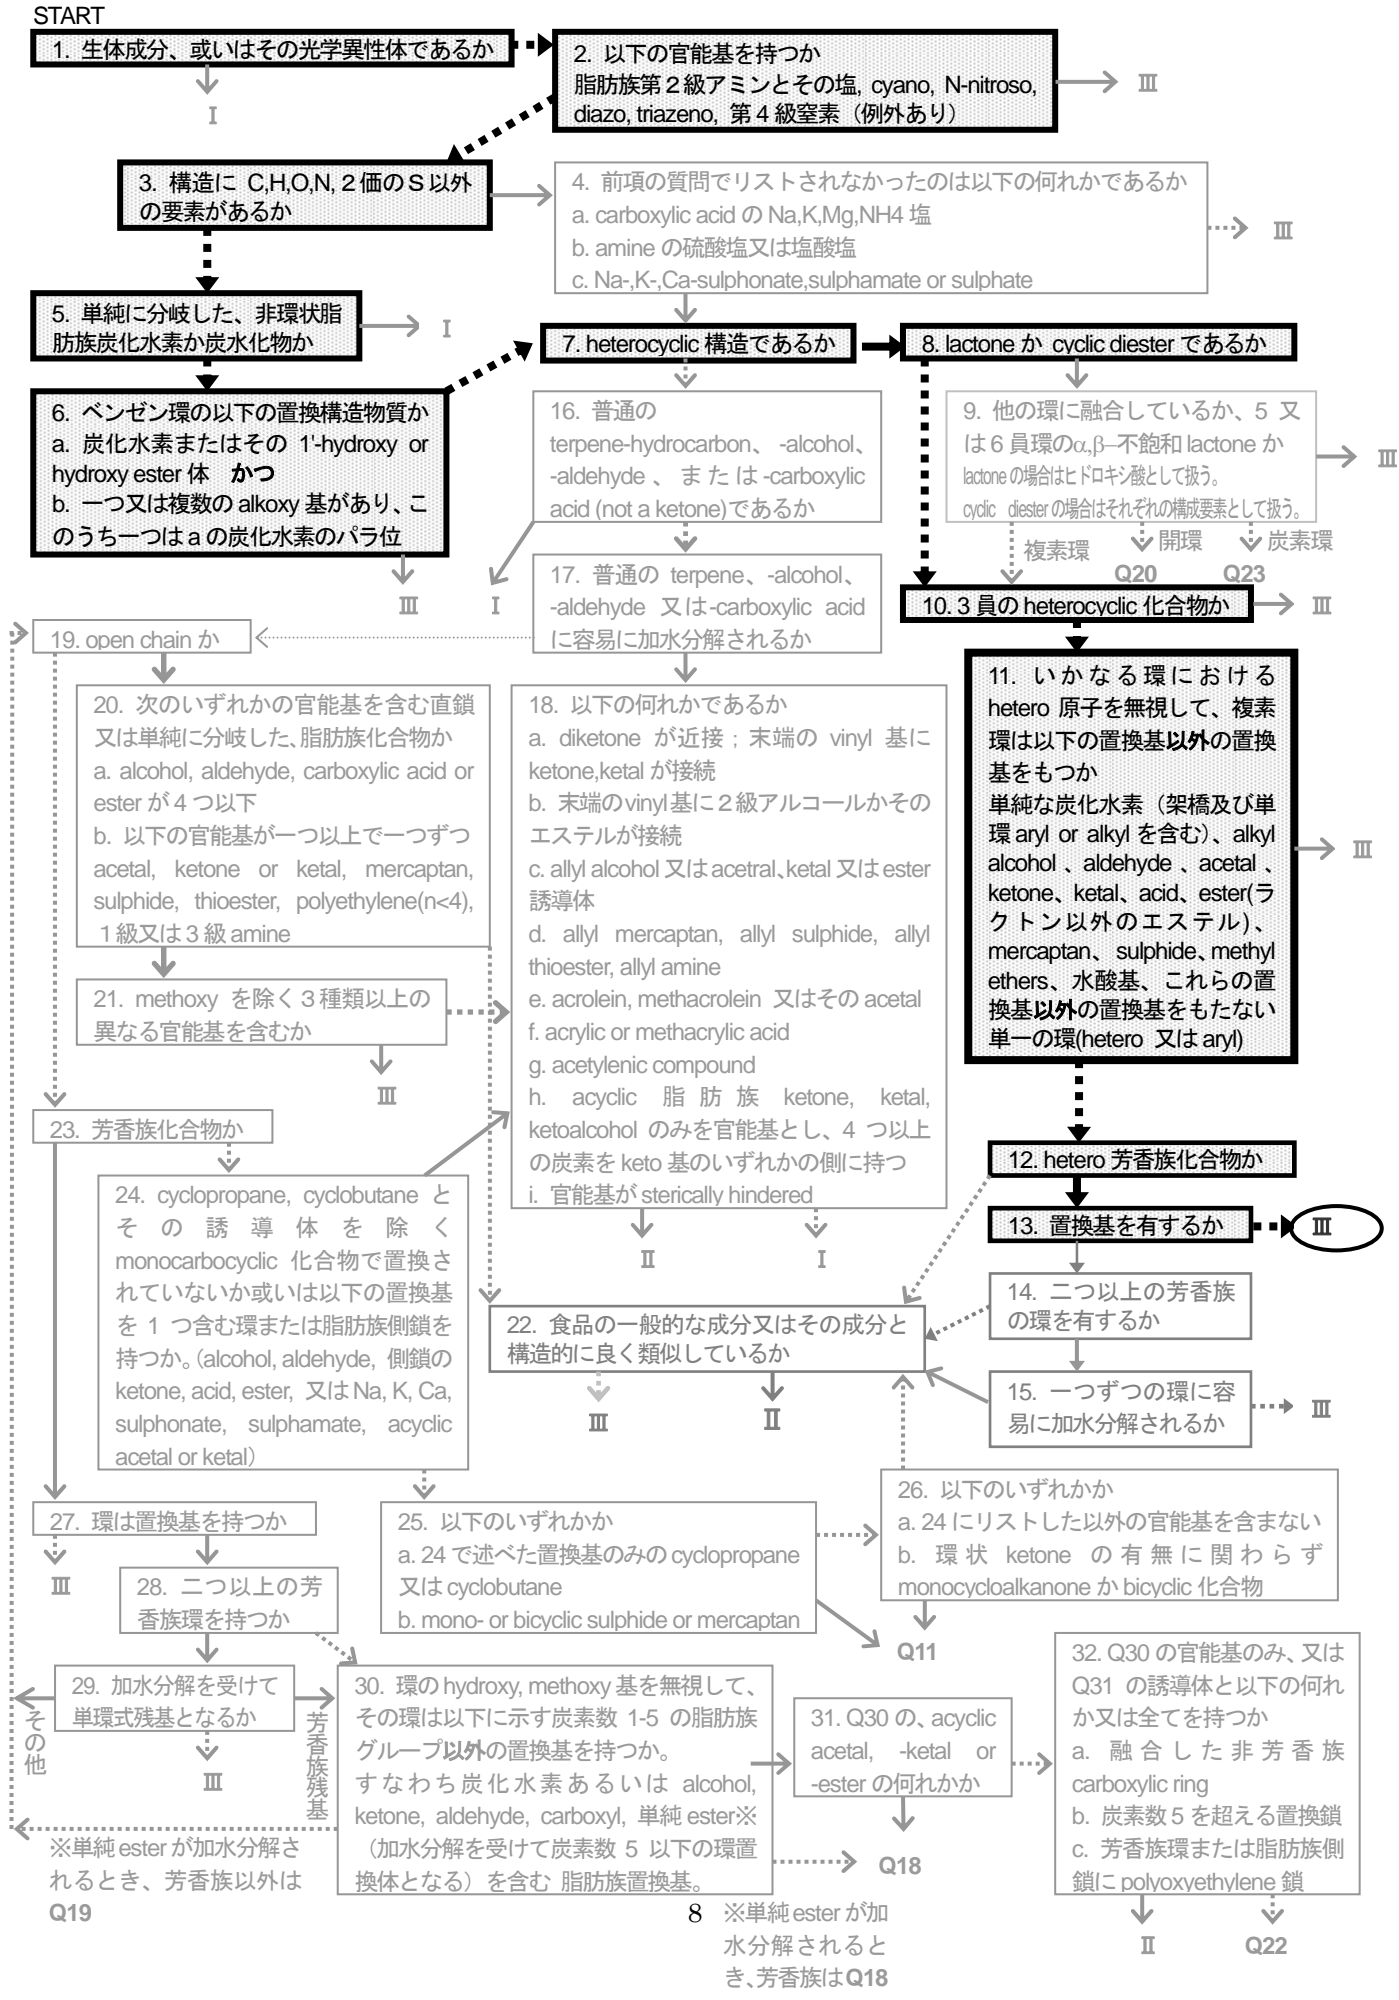 START
1. 生体成分、或いはその光学異性体であるか
I
2. 以下の官能基を持つか
脂肪族第２級アミンとその塩, cyano, N-nitroso,
diazo, triazeno, 第４級窒素（例外あり）
Ⅲ
3. 構造に C,H,O,N,２価のＳ以外
の要素があるか
4. 前項の質問でリストされなかったのは以下の何れかであるか
a. carboxylic acid の Na,K,Mg,NH4 塩
b. amine の硫酸塩又は塩酸塩
c. Na-,K-,Ca-sulphonate,sulphamate or sulphate
Ⅲ
5. 単純に分岐した、非環状脂
肪族炭化水素か炭水化物か
I
6. ベンゼン環の以下の置換構造物質か
a. 炭化水素またはその 1'-hydroxy or
hydroxy ester 体 かつ
b. 一つ又は複数の alkoxy 基があり、こ
のうち一つは a の炭化水素のパラ位
Ⅲ
7. heterocyclic 構造であるか
8. lactone か cyclic diester であるか
9. 他の環に融合しているか、５ 又
は６員環のα,β–不飽和 lactone か
lactone の場合はヒドロキシ酸として扱う。
cyclic diester の場合はそれぞれの構成要素として扱う。
Ⅲ
複素環
開環
Q20
炭素環
Q23
10. 3 員の heterocyclic 化合物か
Ⅲ
11. いかなる環における
hetero 原子を無視して、複素
環は以下の置換基以外の置換
基をもつか
単純な炭化水素（架橋及び単
環 aryl or alkyl を含む）、alkyl
alcohol 、aldehyde 、acetal 、
ketone、ketal、acid、ester(ラ
クトン以外のエステル)、
mercaptan、sulphide、methyl
ethers、水酸基、これらの置
換基以外の置換基をもたない
単一の環(hetero 又は aryl)
Ⅲ
12. hetero 芳香族化合物か
13. 置換基を有するか
Ⅲ
14. 二つ以上の芳香族
の環を有するか
15. 一つずつの環に容
易に加水分解されるか
Ⅲ
16. 普通の
terpene-hydrocarbon、-alcohol、
-aldehyde 、または -carboxylic
acid (not a ketone)であるか
I
17. 普通の terpene、-alcohol、
-aldehyde 又は-carboxylic acid
に容易に加水分解されるか
18. 以下の何れかであるか
a. diketone が近接；末端の vinyl 基に
ketone,ketal が接続
b. 末端の vinyl 基に２級アルコールかその
エステルが接続
c. allyl alcohol 又は acetral、ketal 又は ester
誘導体
d. allyl mercaptan, allyl sulphide, allyl
thioester, allyl amine
e. acrolein, methacrolein 又はその acetal
f. acrylic or methacrylic acid
g. acetylenic compound
h. acyclic 脂肪族 ketone, ketal,
ketoalcohol のみを官能基とし、4 つ以上
の炭素を keto 基のいずれかの側に持つ
i. 官能基が sterically hindered
Ⅱ
I
19. open chain か
20. 次のいずれかの官能基を含む直鎖
又は単純に分岐した、脂肪族化合物か
a. alcohol, aldehyde, carboxylic acid or
ester が 4 つ以下
b. 以下の官能基が一つ以上で一つずつ
acetal, ketone or ketal, mercaptan,
sulphide, thioester, polyethylene(n<4),
１級又は３級 amine
21. methoxy を除く３種類以上の
異なる官能基を含むか
Ⅲ
22. 食品の一般的な成分又はその成分と
構造的に良く類似しているか
Ⅲ
Ⅱ
23. 芳香族化合物か
24. cyclopropane, cyclobutane と
その誘導体を除く
monocarbocyclic 化合物で置換さ
れていないか或いは以下の置換基
を 1 つ含む環または脂肪族側鎖を
持つか。(alcohol, aldehyde, 側鎖の
ketone, acid, ester, 又は Na, K, Ca,
sulphonate, sulphamate, acyclic
acetal or ketal）
25. 以下のいずれかか
a. 24 で述べた置換基のみの cyclopropane
又は cyclobutane
b. mono- or bicyclic sulphide or mercaptan
Q11
26. 以下のいずれかか
a. 24 にリストした以外の官能基を含まない
b. 環状 ketone の有無に関わらず
monocycloalkanone か bicyclic 化合物
27. 環は置換基を持つか
Ⅲ
28. 二つ以上の芳
香族環を持つか
29. 加水分解を受けて
単環式残基となるか
その他
芳香族残基
Ⅲ
30. 環の hydroxy, methoxy 基を無視して、
その環は以下に示す炭素数 1-5 の脂肪族
グループ以外の置換基を持つか。
すなわち炭化水素あるいは alcohol,
ketone, aldehyde, carboxyl, 単純 ester※
（加水分解を受けて炭素数 5 以下の環置
換体となる）を含む 脂肪族置換基。
31. Q30 の、acyclic
acetal, -ketal or
-ester の何れかか
Q18
32. Q30 の官能基のみ、又は
Q31 の誘導体と以下の何れ
か又は全てを持つか
a. 融合した非芳香族
carboxylic ring
b. 炭素数 5 を超える置換鎖
c. 芳香族環または脂肪族側
鎖に polyoxyethylene 鎖
Ⅱ
Q22
※単純 ester が加水分解さ
れるとき、芳香族以外は
Q19
8
※単純 ester が加
水分解されると
き、芳香族は Q18